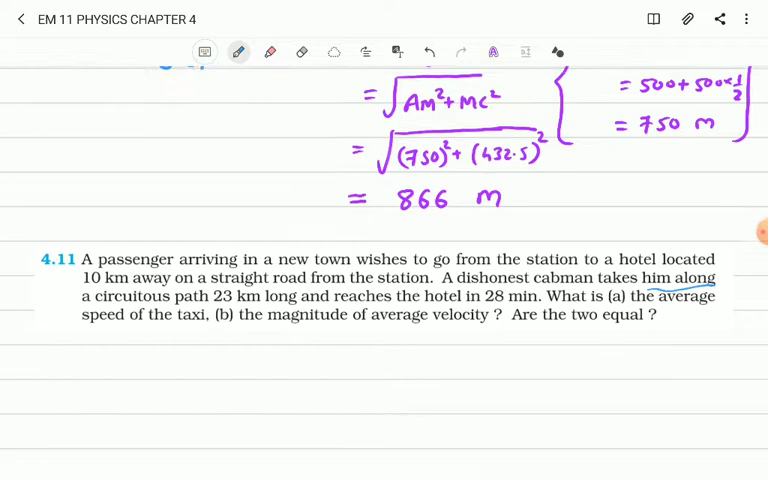 EM 11 PHYSICS CHAPTER 4
= √AM²+MC²
= 500+500×1/2
= 750 m
= √(750)²+(432.5)²
= 866 m
4.11 A passenger arriving in a new town wishes to go from the station to a hotel located
10 km away on a straight road from the station. A dishonest cabman takes him along
a circuitous path 23 km long and reaches the hotel in 28 min. What is (a) the average
speed of the taxi, (b) the magnitude of average velocity ? Are the two equal ?